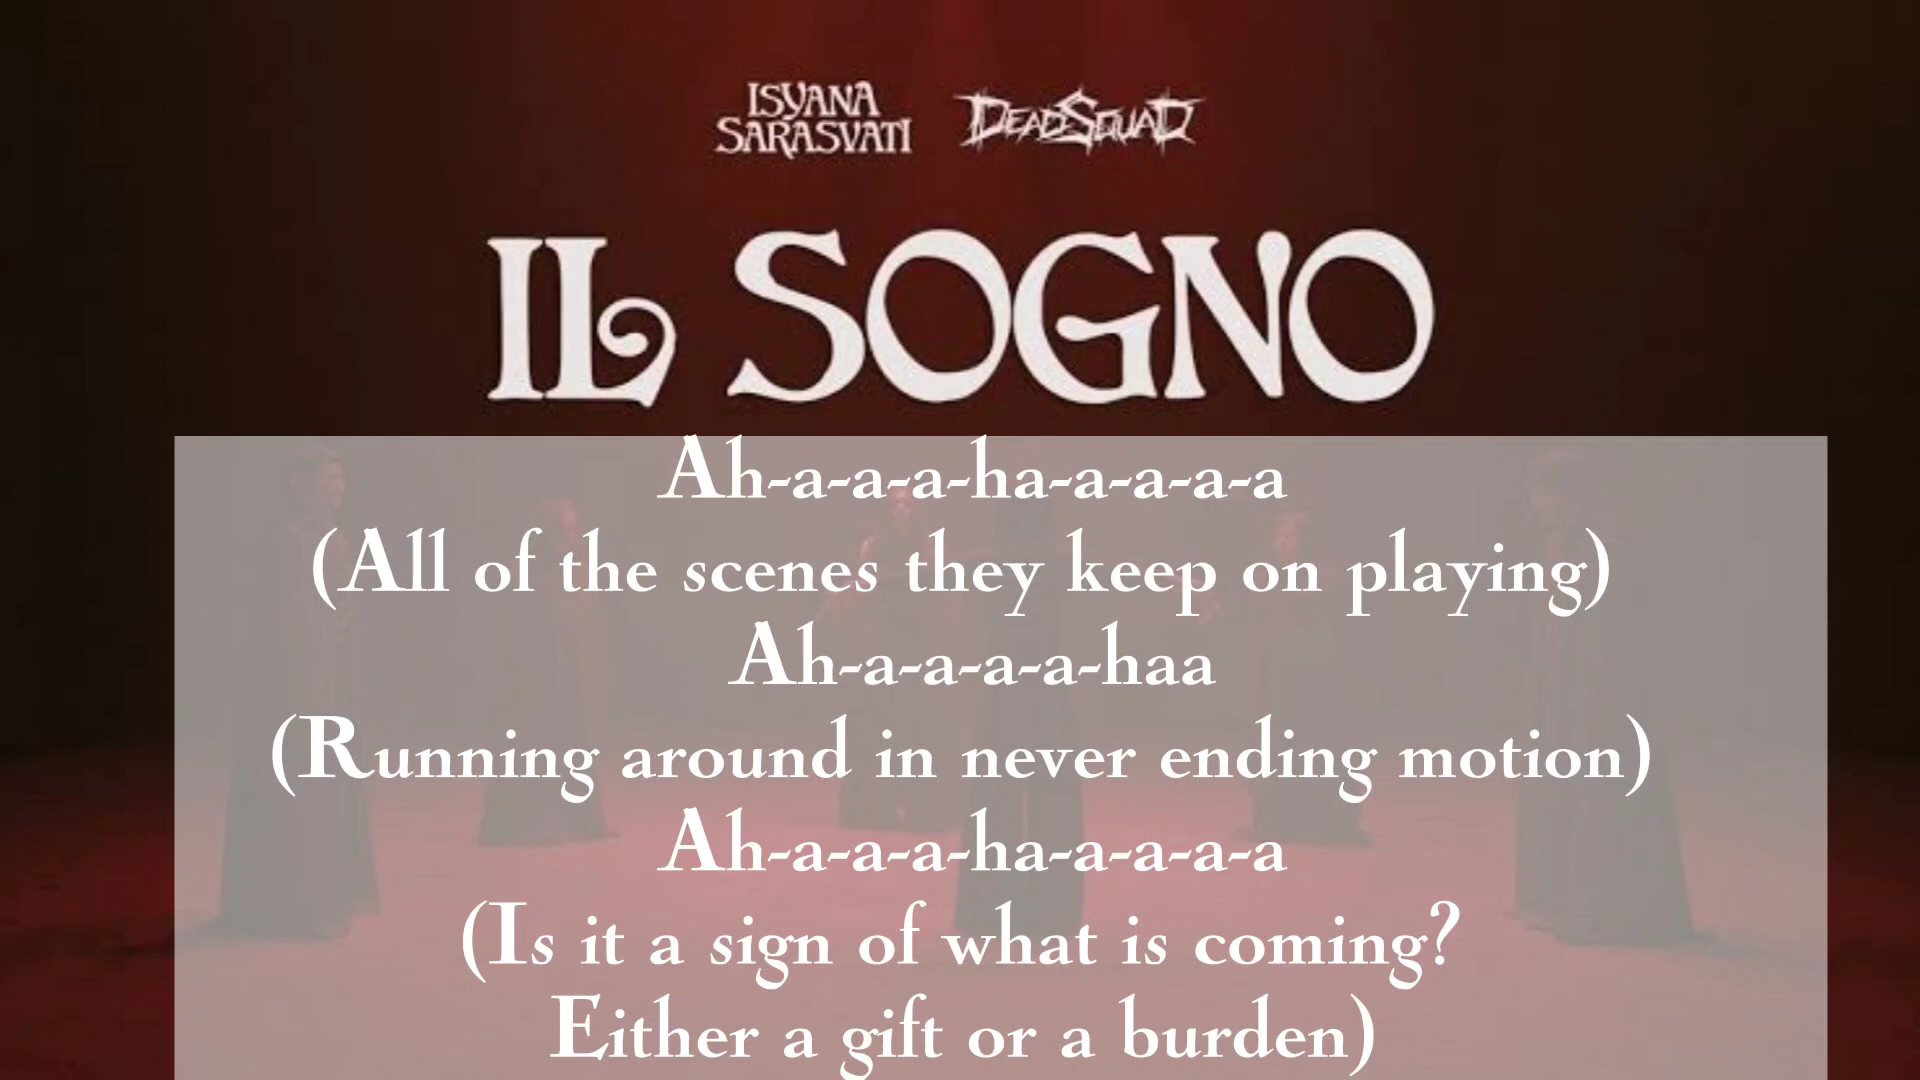 ISYANA
SARASVATI
DEADSQUAD
IL SOGNO
Ah-a-a-a-ha-a-a-a-a
(All of the scenes they keep on playing)
Ah-a-a-a-a-haa
(Running around in never ending motion)
Ah-a-a-a-ha-a-a-a-a
(Is it a sign of what is coming?
Either a gift or a burden)